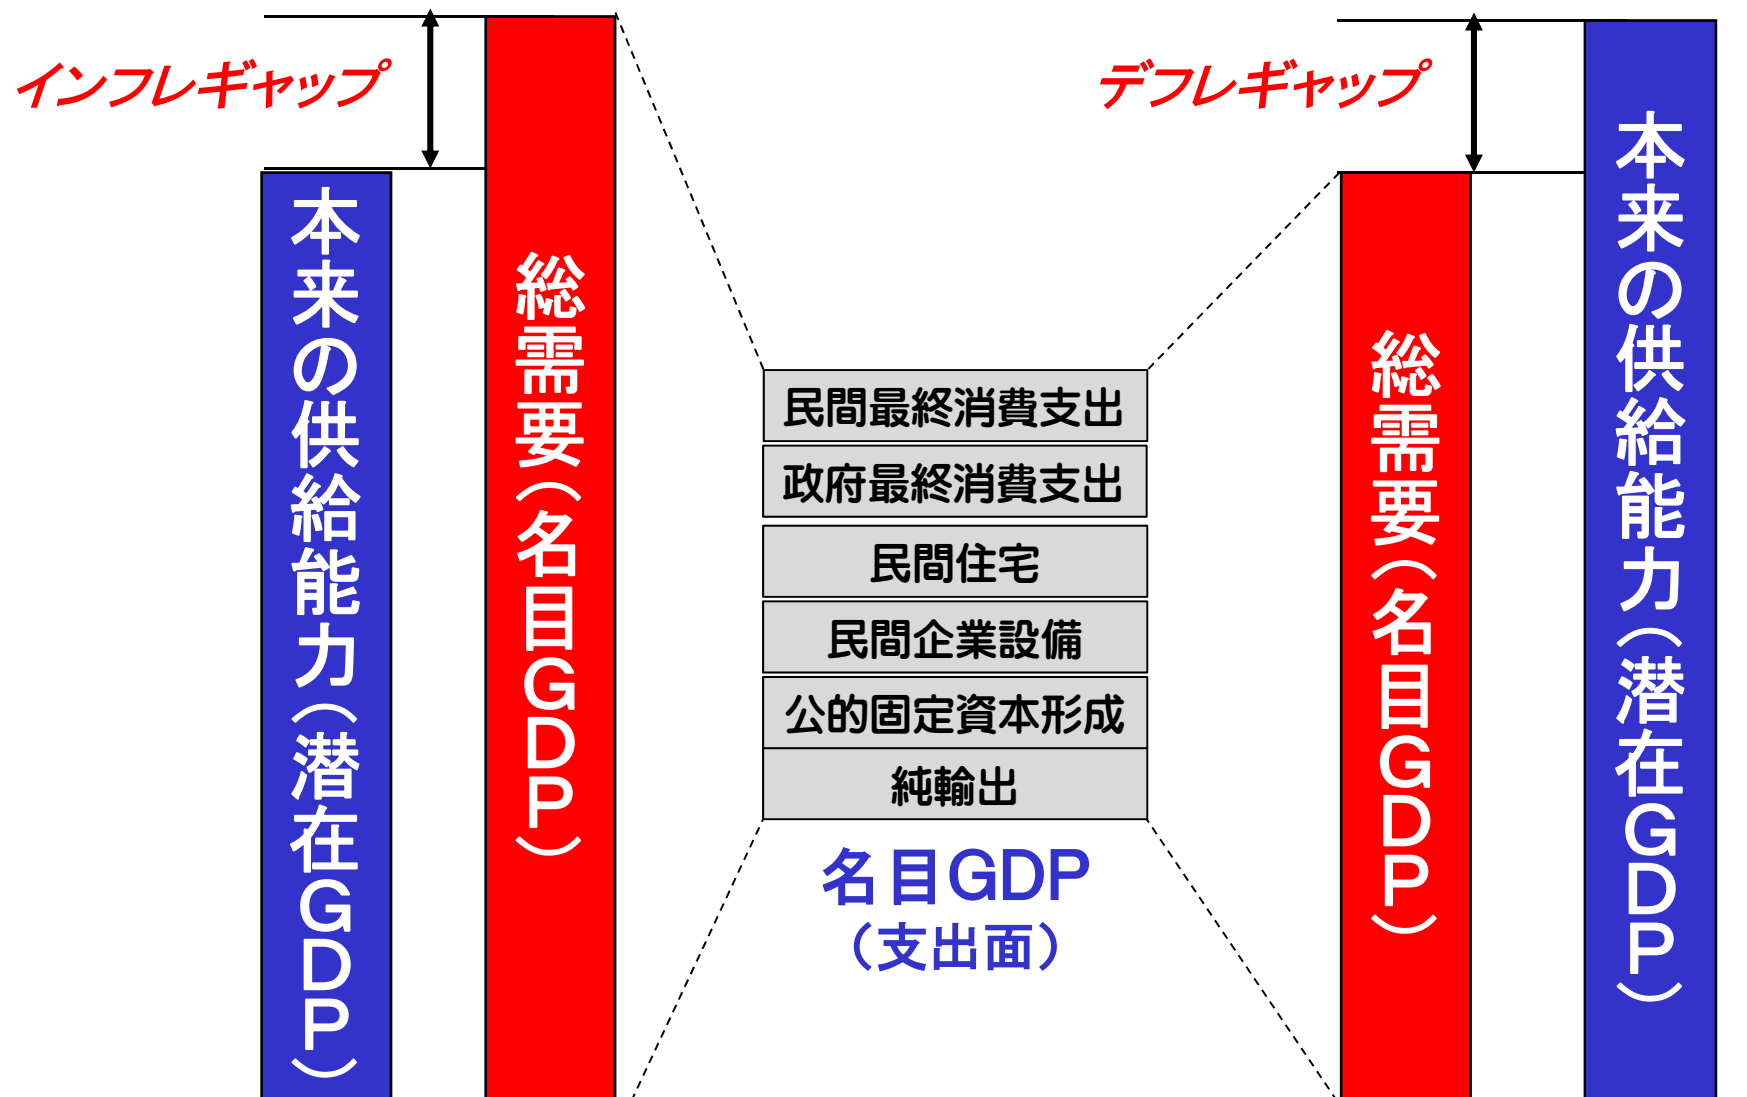 インフレギャップ
本来の供給能力（潜在GDP）
総需要（名目GDP）
民間最終消費支出
政府最終消費支出
民間住宅
民間企業設備
公的固定資本形成
純輸出
名目GDP
（支出面）
デフレギャップ
総需要（名目GDP）
本来の供給能力（潜在GDP）